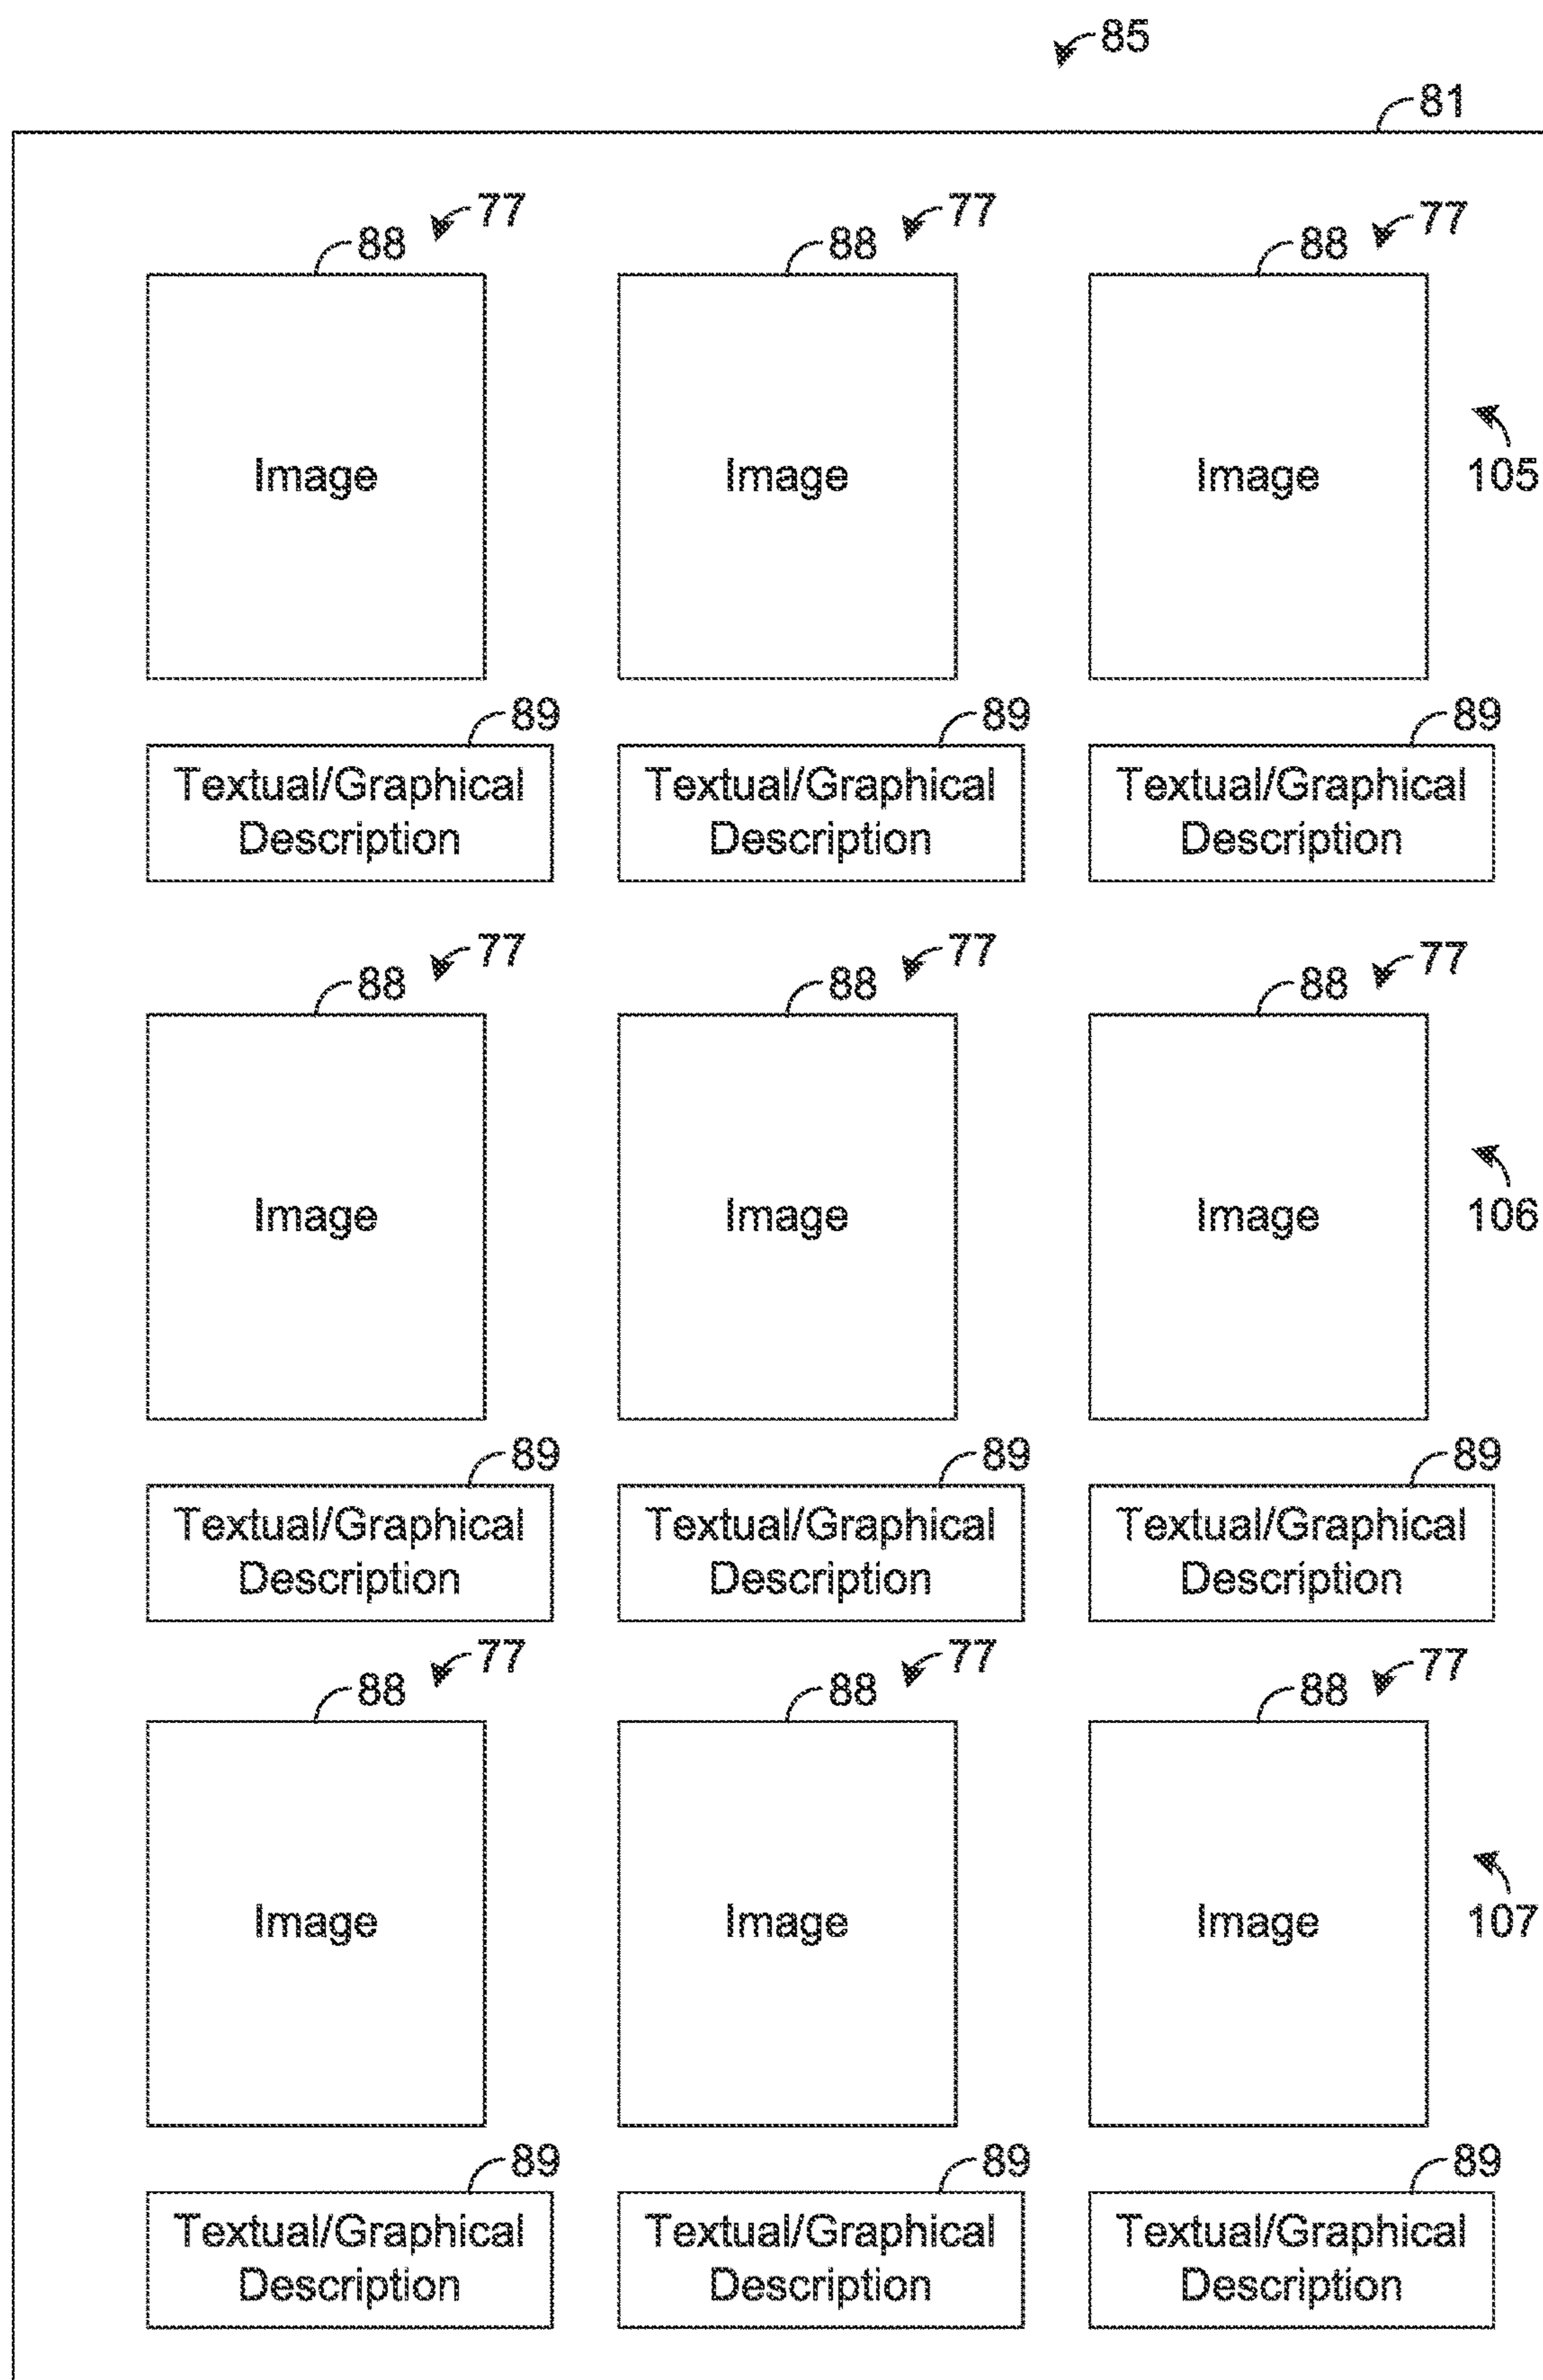 85
81
77 77 77
88 88 88
Image Image Image
105
89 89 89
Textual/Graphical Textual/Graphical Textual/Graphical
Description Description Description
77 77 77
88 88 88
Image Image Image
106
89 89 89
Textual/Graphical Textual/Graphical Textual/Graphical
Description Description Description
77 77 77
88 88 88
Image Image Image
107
89 89 89
Textual/Graphical Textual/Graphical Textual/Graphical
Description Description Description